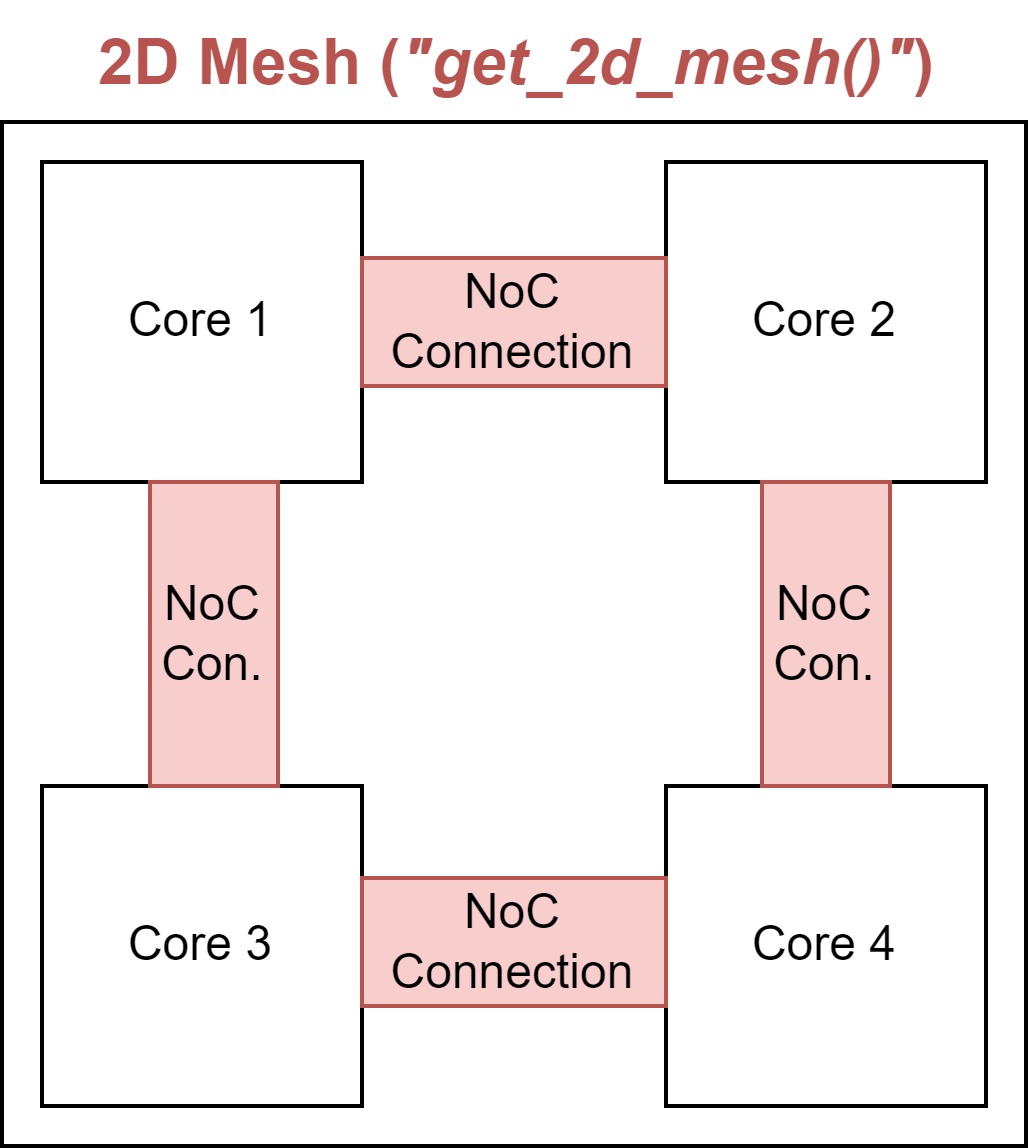 2D Mesh ("get_2d_mesh()")
Core 1
NoC
Connection
Core 2
NoC
Con.
NoC
Con.
Core 3
NoC
Connection
Core 4